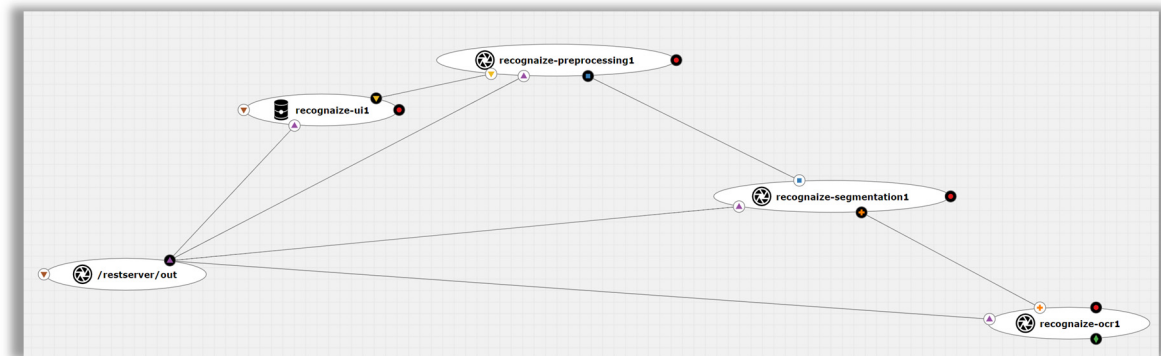 recognaize-preprocessing1
recognaize-ui1
recognaize-segmentation1
/restserver/out
recognaize-ocr1